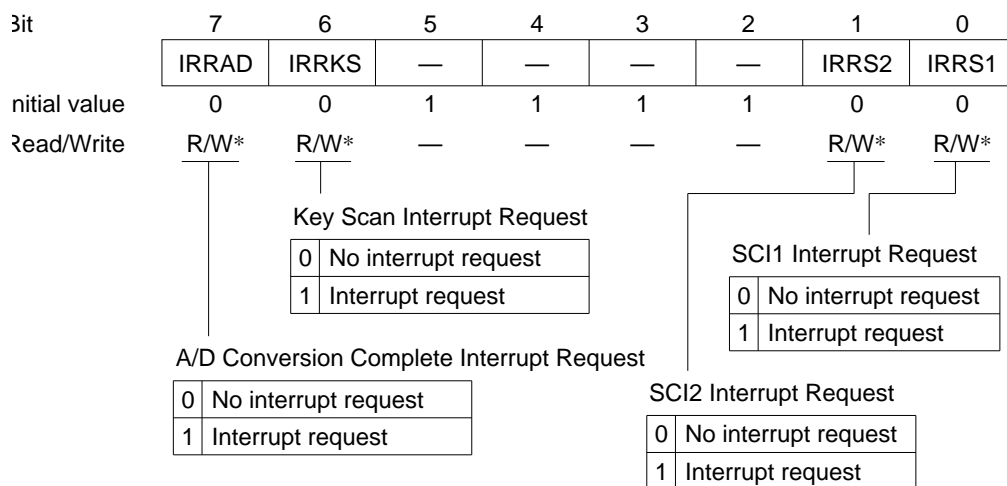 Bit 7 6 5 4 3 2 1 0
IRRAD IRRKS — — — — IRRS2 IRRS1
nitial value 0 0 1 1 1 1 0 0
Read/Write R/W* R/W* — — — — R/W* R/W*
Key Scan Interrupt Request
0 No interrupt request
1 Interrupt request
SCI1 Interrupt Request
0 No interrupt request
1 Interrupt request
A/D Conversion Complete Interrupt Request
0 No interrupt request
1 Interrupt request
SCI2 Interrupt Request
0 No interrupt request
1 Interrupt request